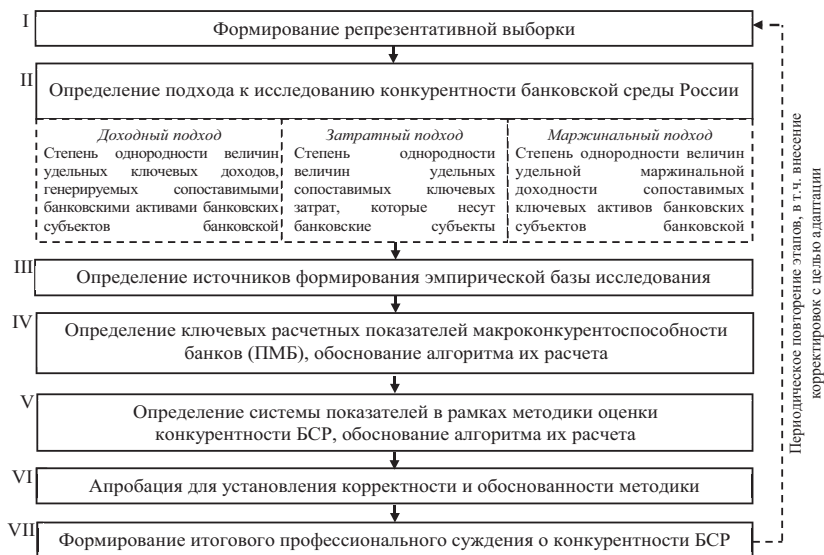 I
Формирование репрезентативной выборки
II
Определение подхода к исследованию конкурентности банковской среды России
Доходный подход
Степень однородности величин
удельных ключевых доходов,
генерируемых сопоставимыми
банковскими активами банковских
субъектов банковской
Затратный подход
Степень однородности
величин удельных
сопоставимых ключевых
затрат, которые несут
банковские субъекты
Маржинальный подход
Степень однородности величин
удельной маржинальной
доходности сопоставимых
ключевых активов банковских
субъектов банковской
III
Определение источников формирования эмпирической базы исследования
IV
Определение ключевых расчетных показателей макроконкурентоспособности
банков (ПМБ), обоснование алгоритма их расчета
V
Определение системы показателей в рамках методики оценки
конкурентности БСР, обоснование алгоритма их расчета
VI
Апробация для установления корректности и обоснованности методики
VII
Формирование итогового профессионального суждения о конкурентности БСР
Периодическое повторение этапов, в т.ч. внесение
корректировок с целью адаптации